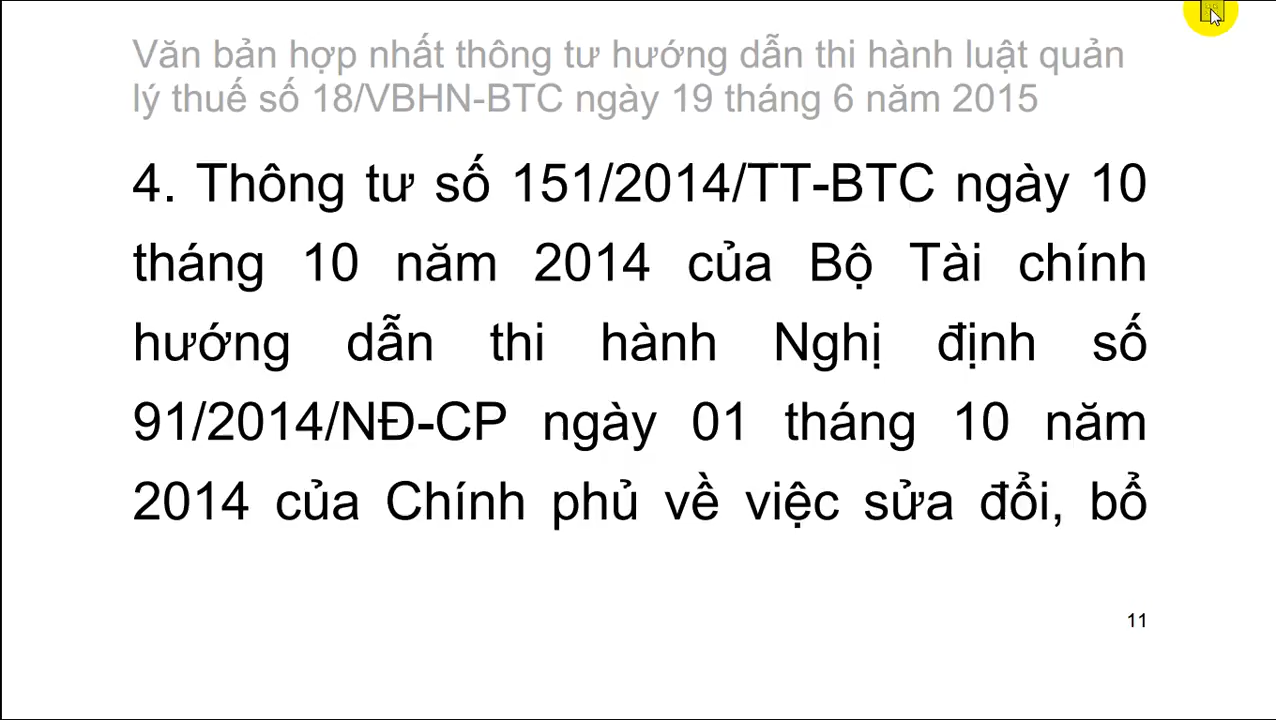 Văn bản hợp nhất thông tư hướng dẫn thi hành luật quản
lý thuế số 18/VBHN-BTC ngày 19 tháng 6 năm 2015
4. Thông tư số 151/2014/TT-BTC ngày 10
tháng 10 năm 2014 của Bộ Tài chính
hướng dẫn thi hành Nghị định số
91/2014/NĐ-CP ngày 01 tháng 10 năm
2014 của Chính phủ về việc sửa đổi, bổ
11